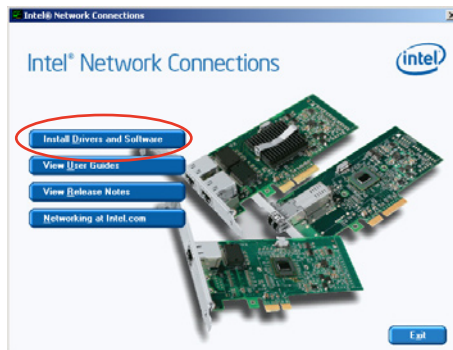 Intel® Network Connections
Intel® Network Connections
intel
Install Drivers and Software
View User Guides
View Release Notes
Networking at Intel.com
Exit